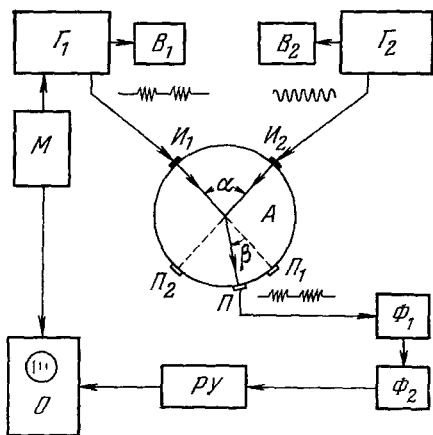 Г₁
В₁
В₂
Г₂
М
И₁
И₂
α
А
β
П₂
П
П₁
Ф₁
О
РУ
Ф₂